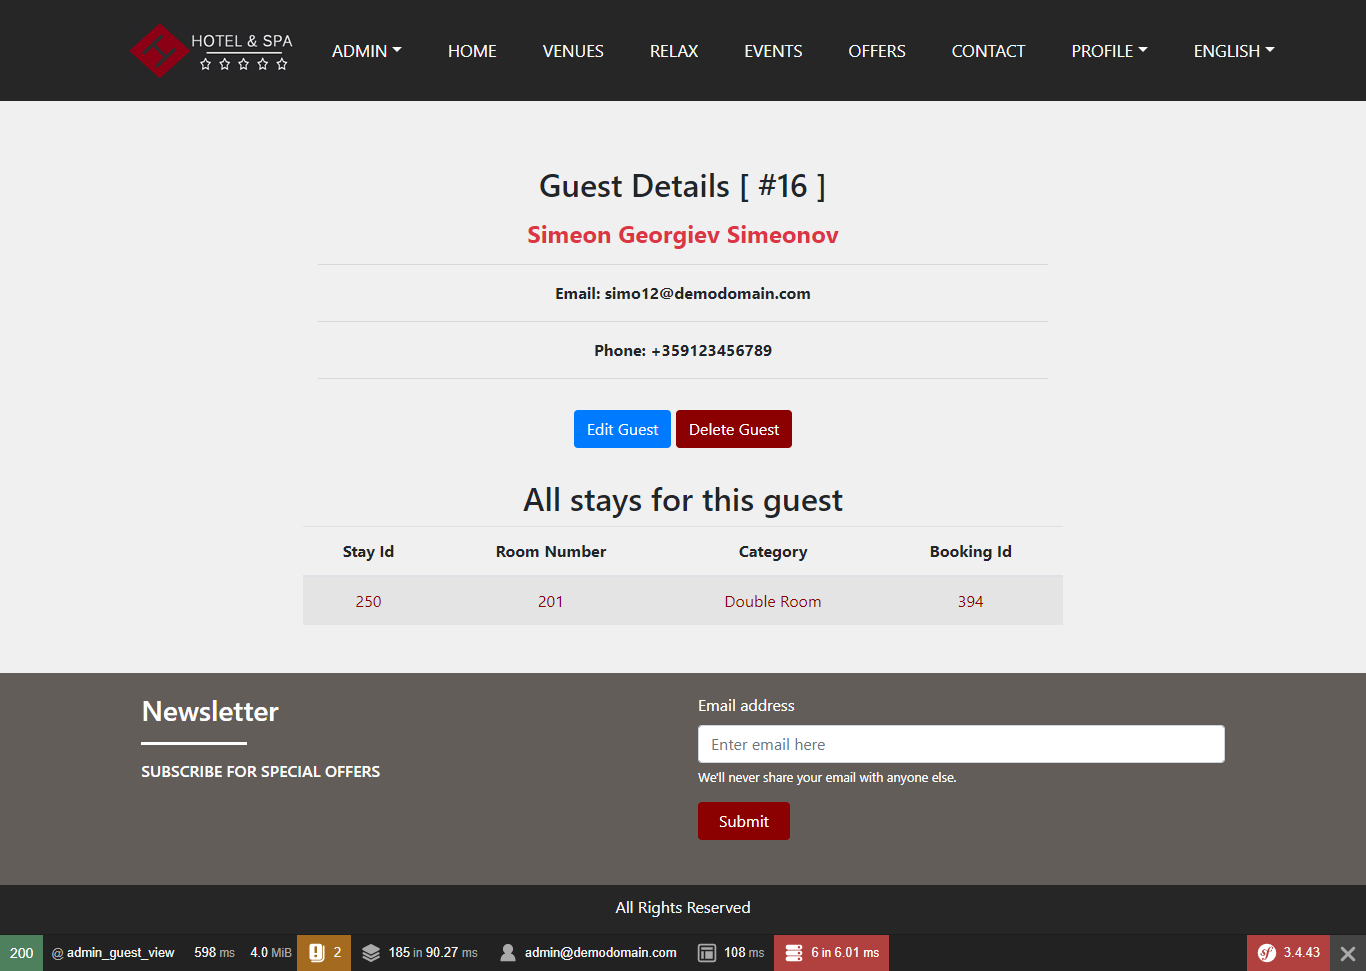 HOTEL & SPA
ADMIN HOME VENUES RELAX EVENTS OFFERS CONTACT PROFILE ENGLISH
Guest Details [ #16 ]
Simeon Georgiev Simeonov
Email: simo12@demodomain.com
Phone: +359123456789
Edit Guest Delete Guest
All stays for this guest
Stay Id Room Number Category Booking Id
250 201 Double Room 394
Newsletter
SUBSCRIBE FOR SPECIAL OFFERS
Email address
Enter email here
We'll never share your email with anyone else.
Submit
All Rights Reserved
200 @ admin_guest_view 598 ms 4.0 MiB 2 185 in 90.27 ms admin@demodomain.com 108 ms 6 in 6.01 ms sf 3.4.43